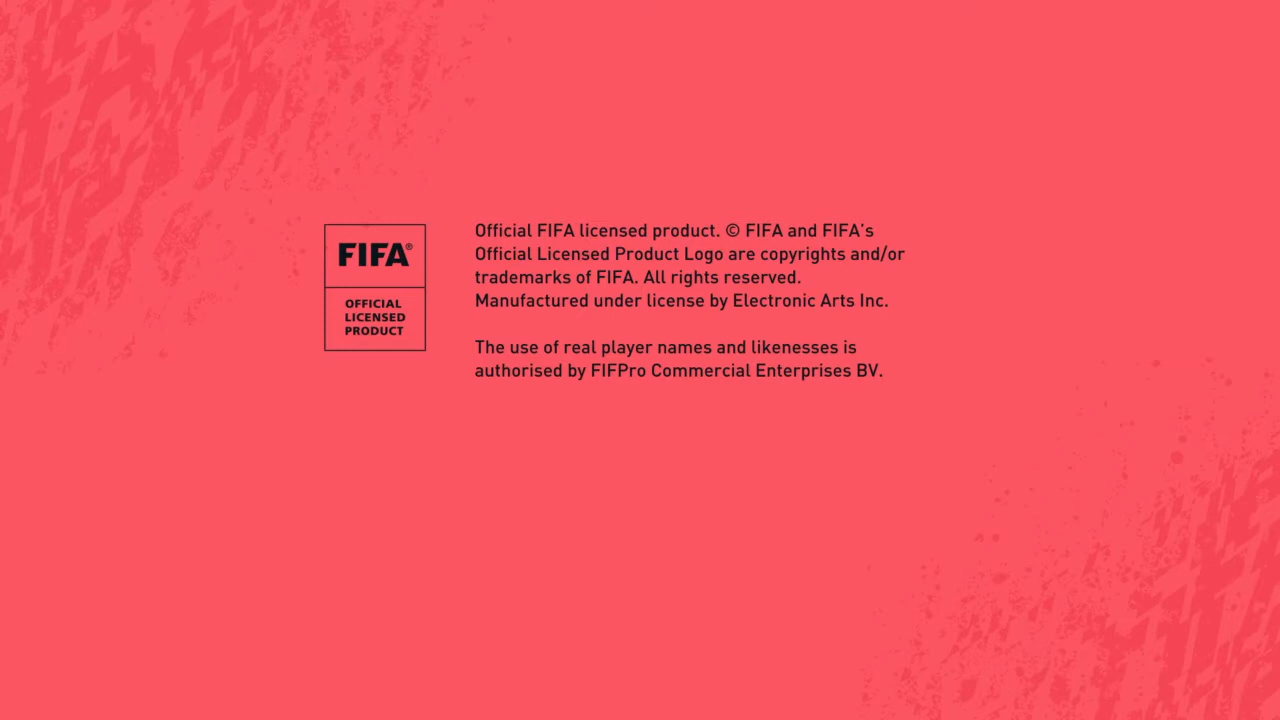 FIFA®
OFFICIAL
LICENSED
PRODUCT
Official FIFA licensed product. © FIFA and FIFA's
Official Licensed Product Logo are copyrights and/or
trademarks of FIFA. All rights reserved.
Manufactured under license by Electronic Arts Inc.
The use of real player names and likenesses is
authorised by FIFPro Commercial Enterprises BV.